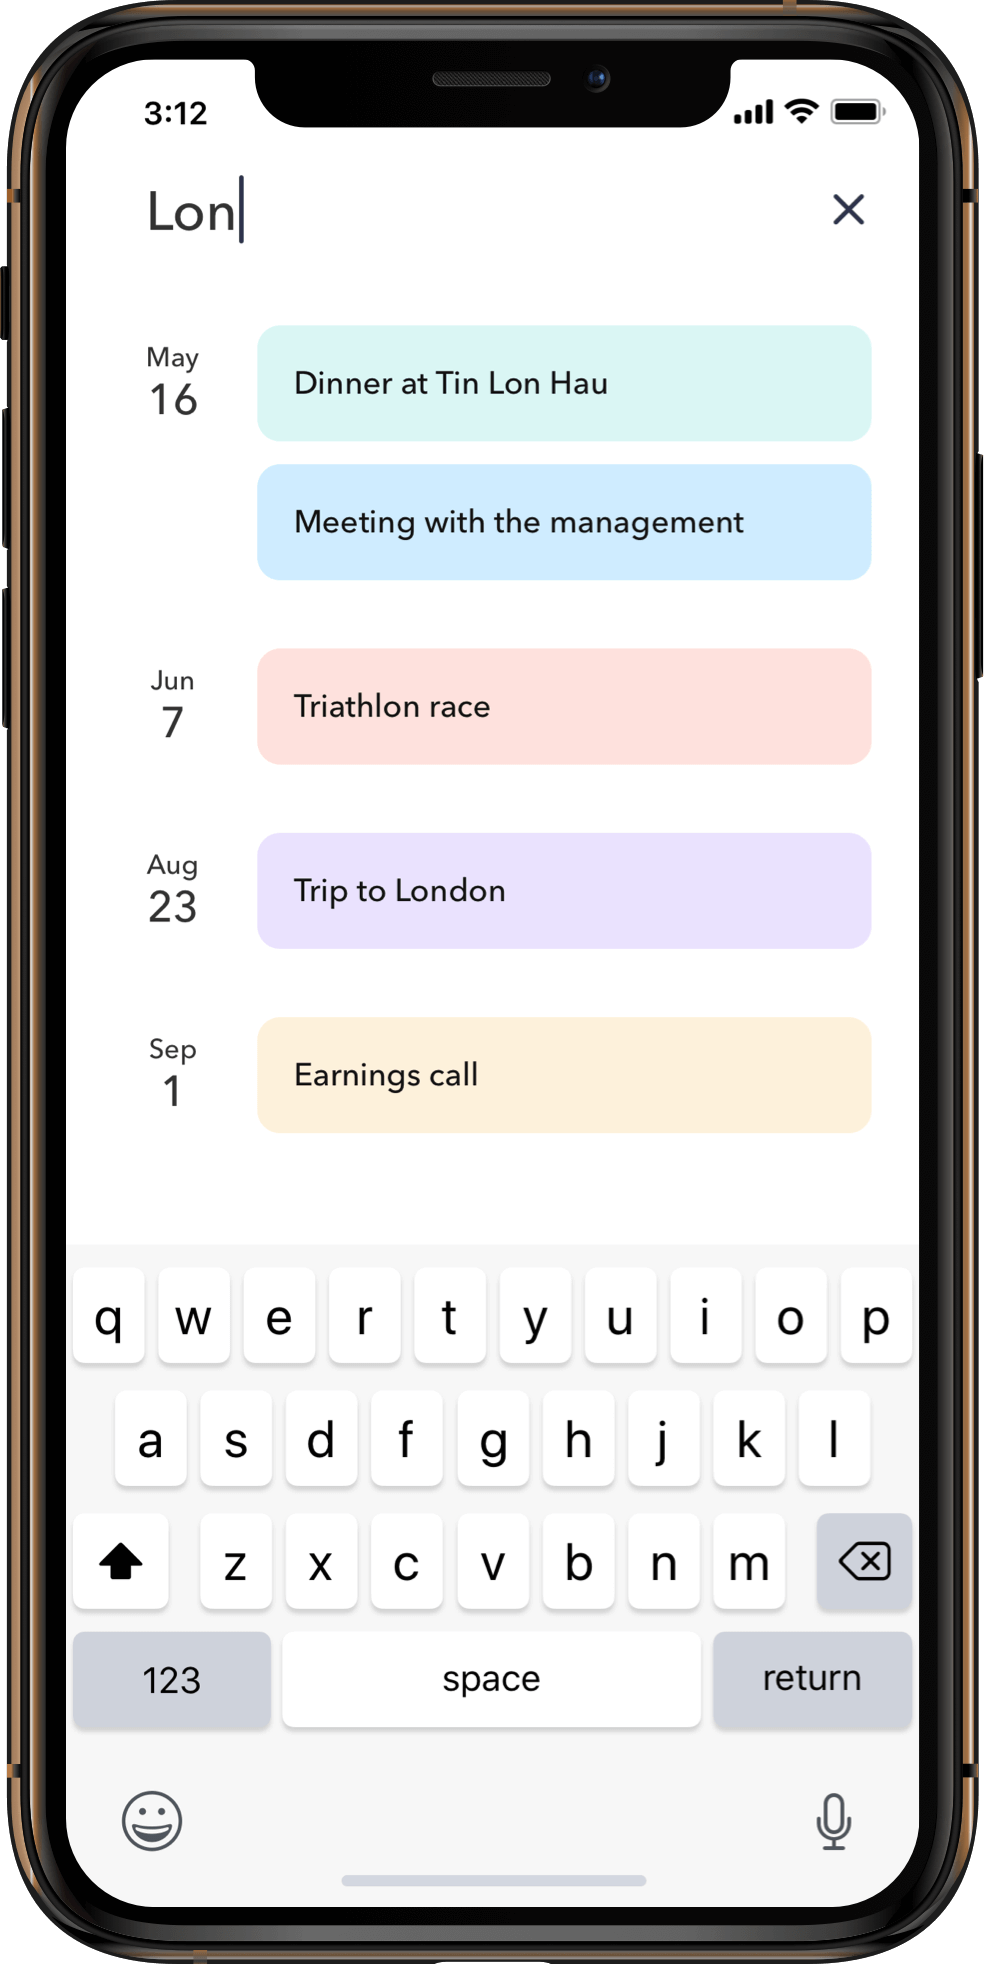 3:12
Lon
May
16
Dinner at Tin Lon Hau
Meeting with the management
Jun
7
Triathlon race
Aug
23
Trip to London
Sep
1
Earnings call
q w e r t y u i o p
a s d f g h j k l
z x c v b n m
123 space return